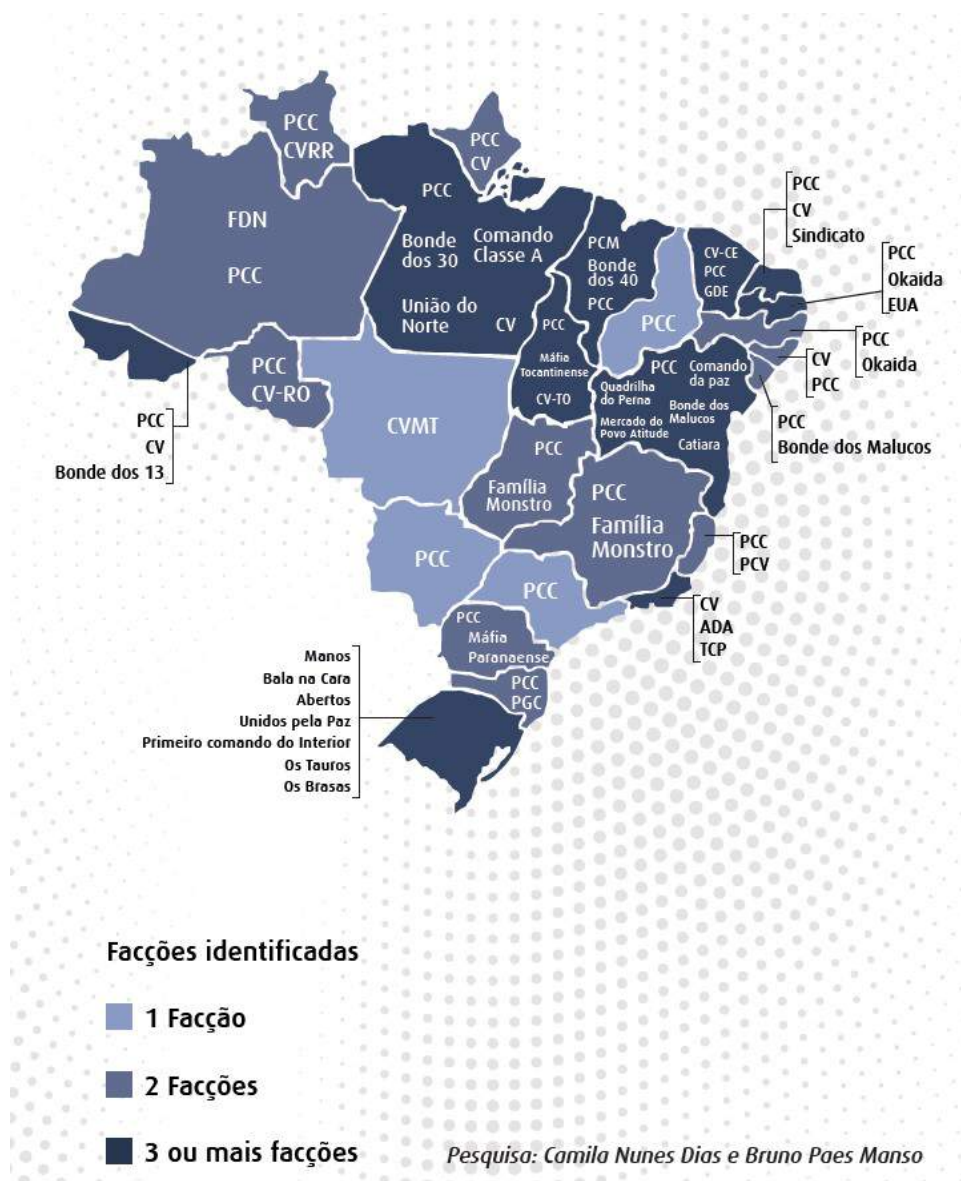 PCC
CVRR
PCC
CV
FDN
PCC
PCC
Bonde
dos 30
Comando
Classe A
União do
Norte
CV
PCM
Bonde
dos 40
PCC
PCC
CV-CE
PCC
GDE
PCC
CV
Sindicato
PCC
Okaida
EUA
PCC
Okaida
CV
PCC
PCC
Bonde dos Malucos
PCC
Máfia
Tocantinense
CV-TO
PCC
Comando
da paz
Quadrilha
do Perna
Bonde dos
Malucos
Mercado do
Povo Atitude
Catiara
PCC
CV-RO
PCC
CV
Bonde dos 13
CVMT
PCC
Família
Monstro
PCC
Família
Monstro
PCC
PCV
CV
ADA
TCP
PCC
PCC
PCC
Máfia
Paranaense
PCC
PGC
Manos
Bala na Cara
Abertos
Unidos pela Paz
Primeiro comando do Interior
Os Tauros
Os Brasas
Facções identificadas
1 Facção
2 Facções
3 ou mais facções
Pesquisa: Camila Nunes Dias e Bruno Paes Manso